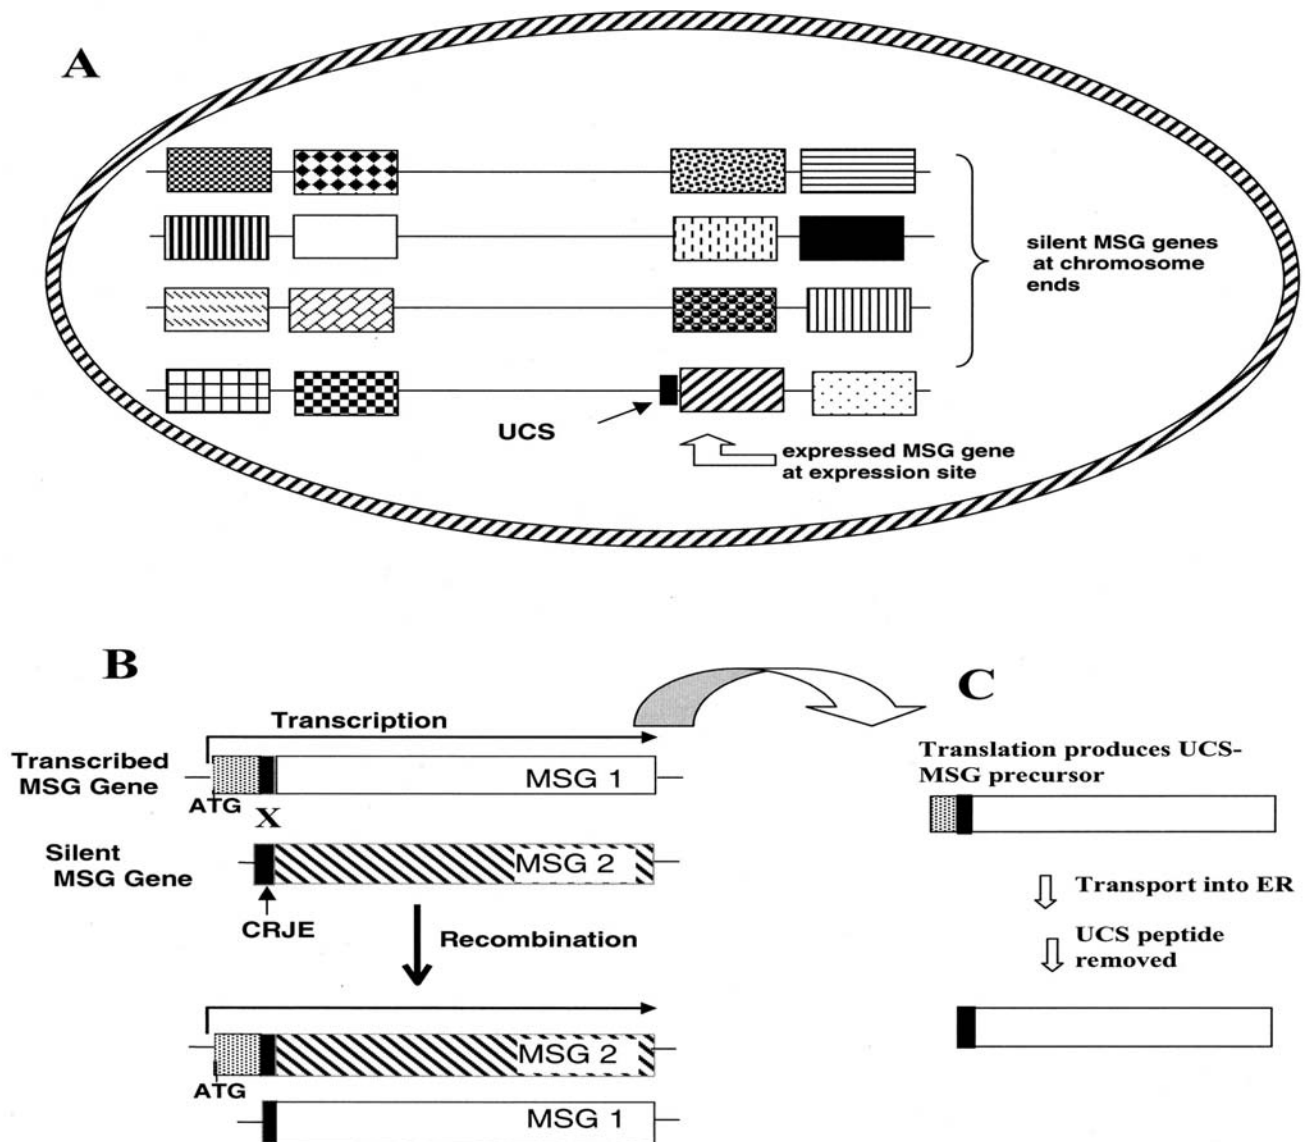 A
silent MSG genes
at chromosome
ends
UCS
expressed MSG gene
at expression site
B
C
Transcription
Transcribed
MSG Gene
MSG 1
ATG
X
Silent
MSG Gene
MSG 2
CRJE
Recombination
MSG 2
ATG
MSG 1
Translation produces UCS-
MSG precursor
Transport into ER
UCS peptide
removed